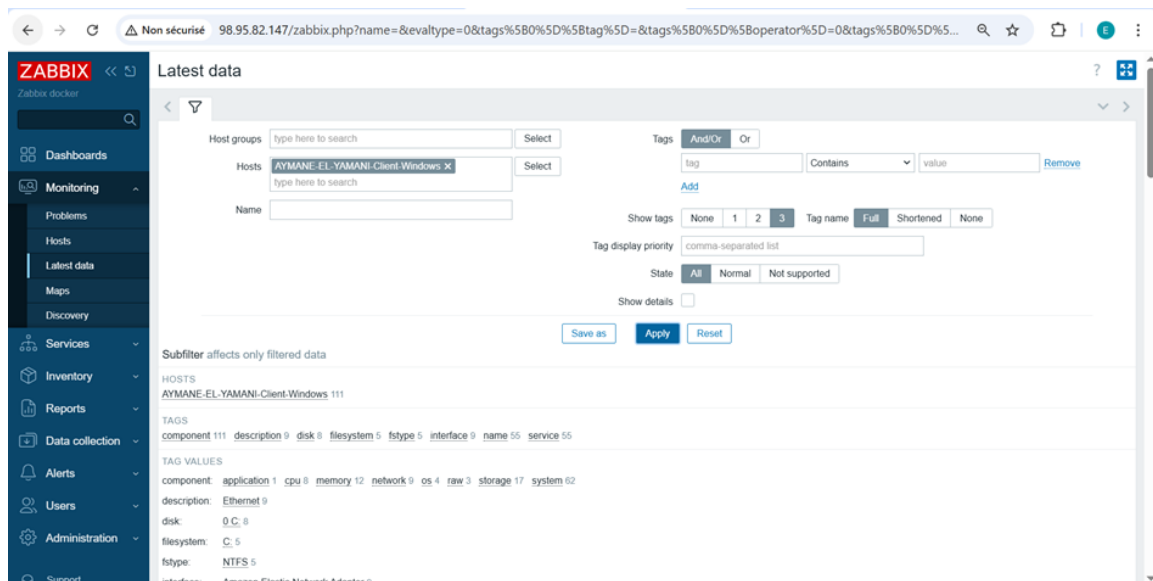 Non sécurisé 98.95.82.147/zabbix.php?name=&evaltype=0&tags%5B0%5D%5Btag%5D=&tags%5B0%5D%5Boperator%5D=0&tags%5B0%5D%5...
E
ZABBIX
Zabbix docker
Dashboards
Monitoring
Problems
Hosts
Latest data
Maps
Discovery
Services
Inventory
Reports
Data collection
Alerts
Users
Administration
Support
Latest data
?
Host groups type here to search Select
Hosts AYMANE-EL-YAMANI-Client-Windows Select
type here to search
Name
Tags And/Or Or
tag Contains value Remove
Add
Show tags None 1 2 3 Tag name Full Shortened None
Tag display priority comma-separated list
State All Normal Not supported
Show details
Save as Apply Reset
Subfilter affects only filtered data
HOSTS
AYMANE-EL-YAMANI-Client-Windows 111
TAGS
component 111 description 9 disk 8 filesystem 5 fstype 5 interface 9 name 55 service 55
TAG VALUES
component: application 1 cpu 8 memory 12 network 9 os 4 raw 3 storage 17 system 62
description: Ethernet 9
disk: 0 C: 8
filesystem: C: 5
fstype: NTFS 5
interface: Amazon Elastic Network Adapter 9